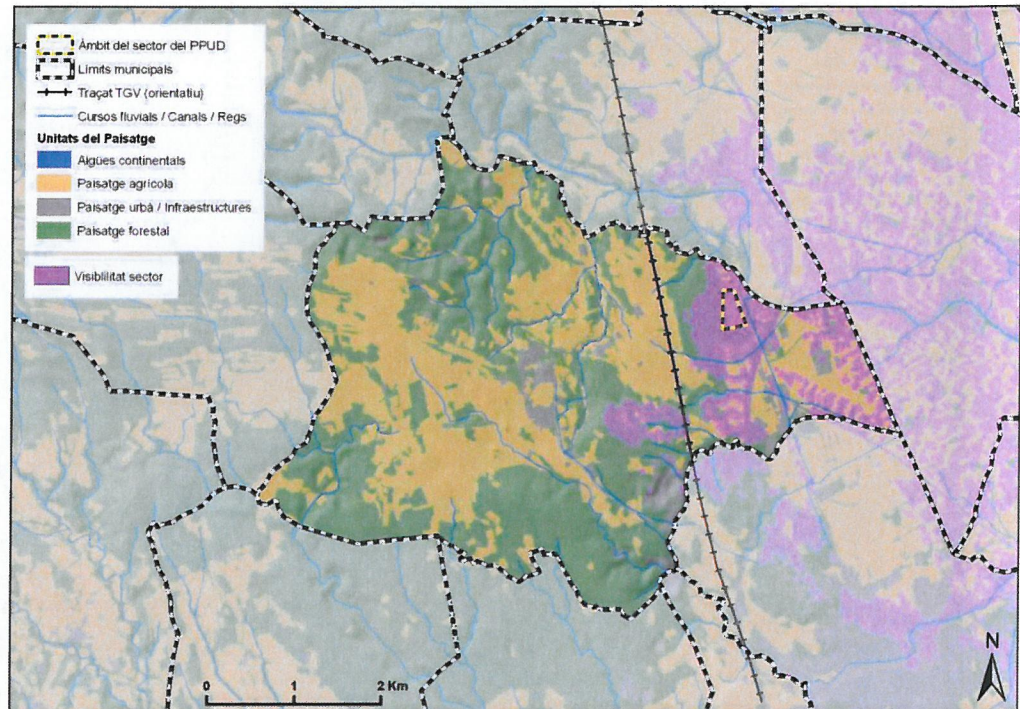 Àmbit del sector del PPUD
Límits municipals
Traçat TGV (orientatiu)
Cursos fluvials / Canals / Regs
Unitats del Paisatge
Aigües continentals
Paisatge agrícola
Paisatge urbà / Infraestructures
Paisatge forestal
Visibilitat sector
N
0 1 2 Km